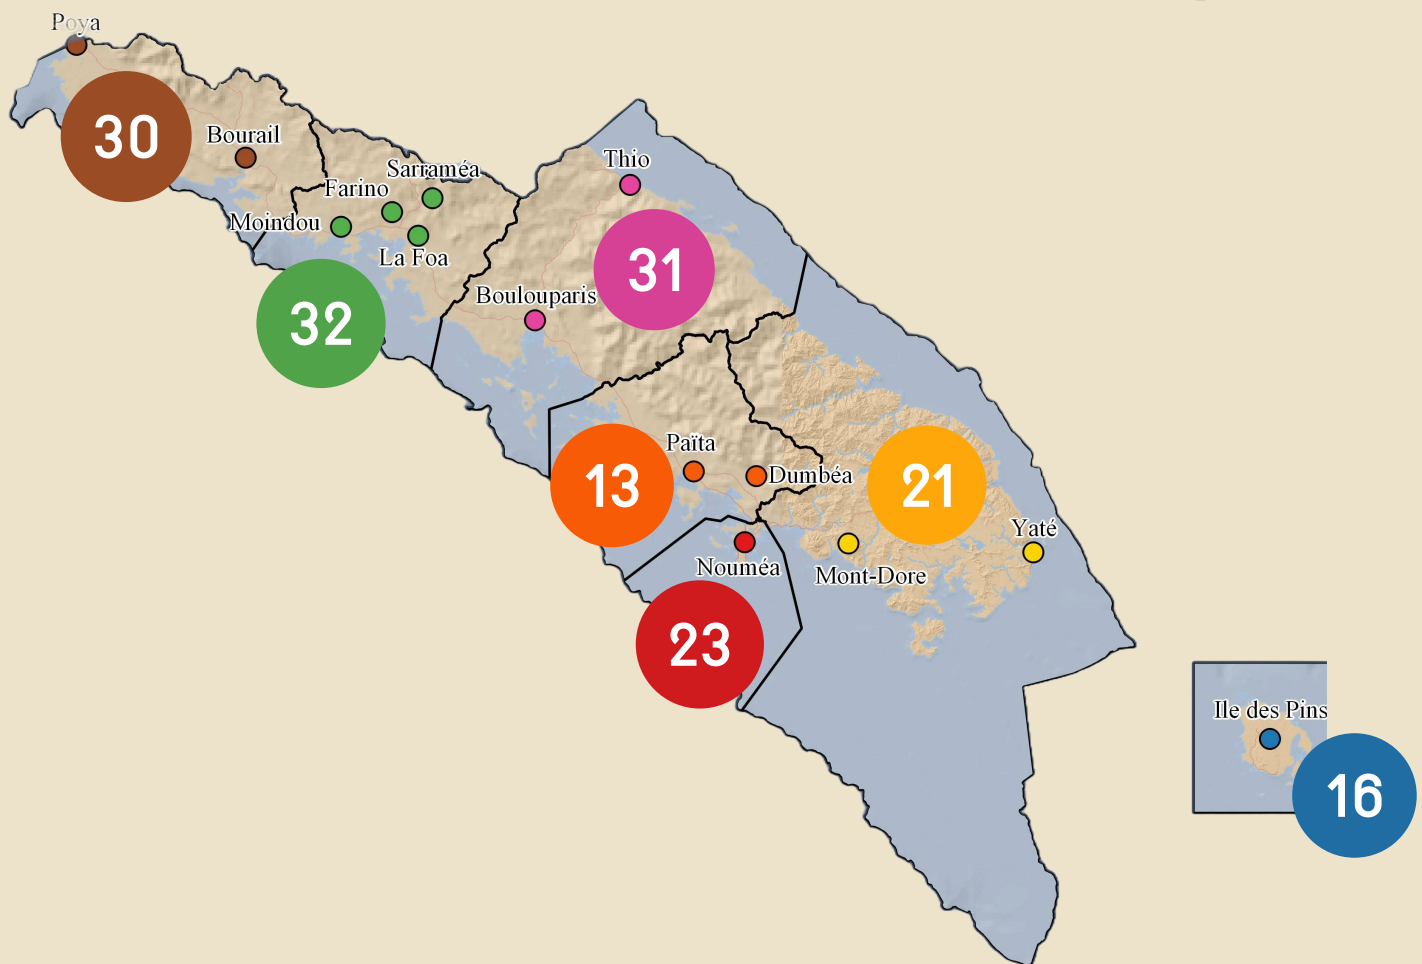 Poya
30
Bourail
Sarraméa
Farino
Moindou
La Foa
32
Thio
31
Boulouparis
13
Païta
Dumbéa
21
Yaté
Nouméa
Mont-Dore
23
Ile des Pins
16